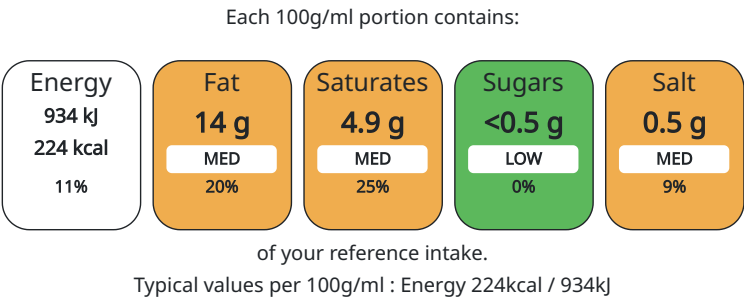 Each 100g/ml portion contains:
Energy
934 kJ
224 kcal
11%
Fat
14 g
MED
20%
Saturates
4.9 g
MED
25%
Sugars
<0.5 g
LOW
0%
Salt
0.5 g
MED
9%
of your reference intake.
Typical values per 100g/ml : Energy 224kcal / 934kJ